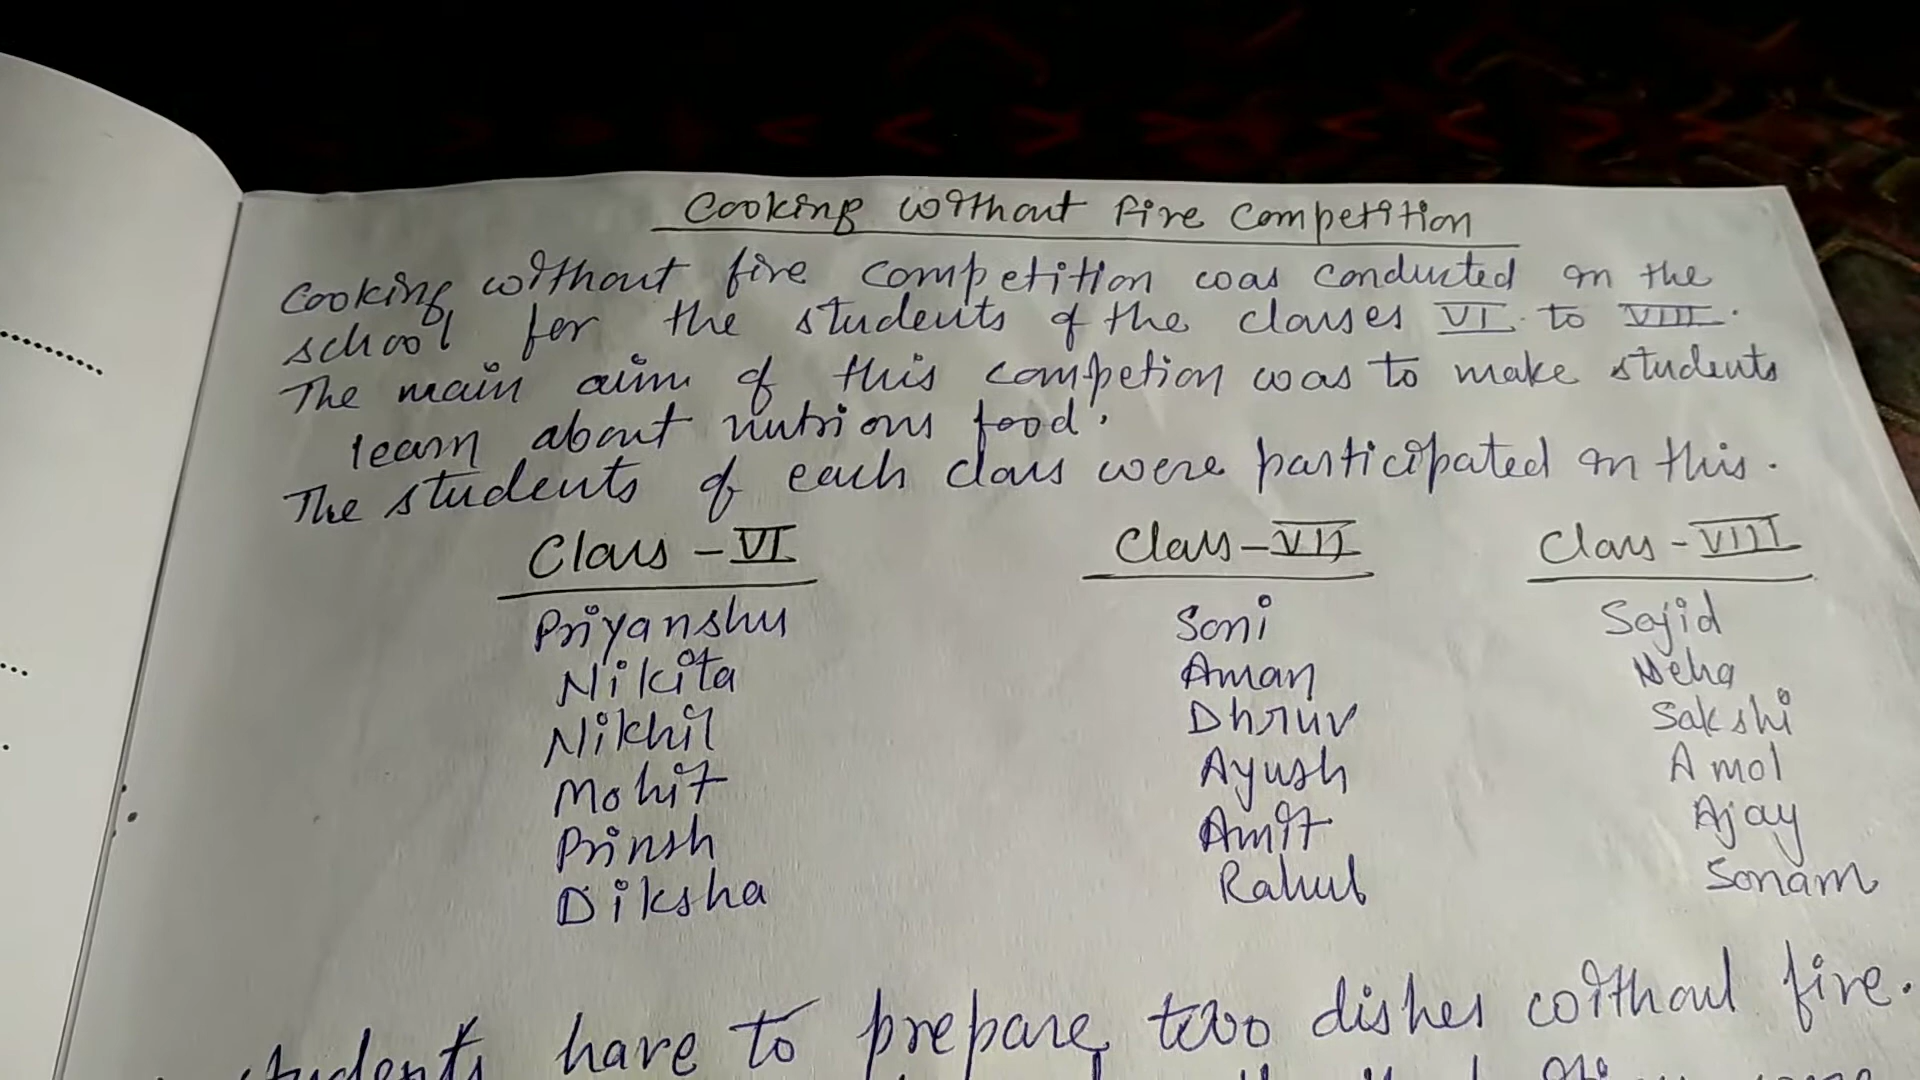 Cooking without fire competition
Cooking without fire competition was conducted in the
school for the students of the classes VI to VIII.
The main aim of this competion was to make students
learn about nutrious food.
The students of each class were participated in this.
Class - VI Class - VII Class - VIII
Priyanshu Soni Sajid
Nikita Aman Neha
Nikhil Dhruv Sakshi
Mohit Ayush Amol
Prinsh Amit Ajay
Diksha Rahul Sonam
students have to prepare two dishes without fire.